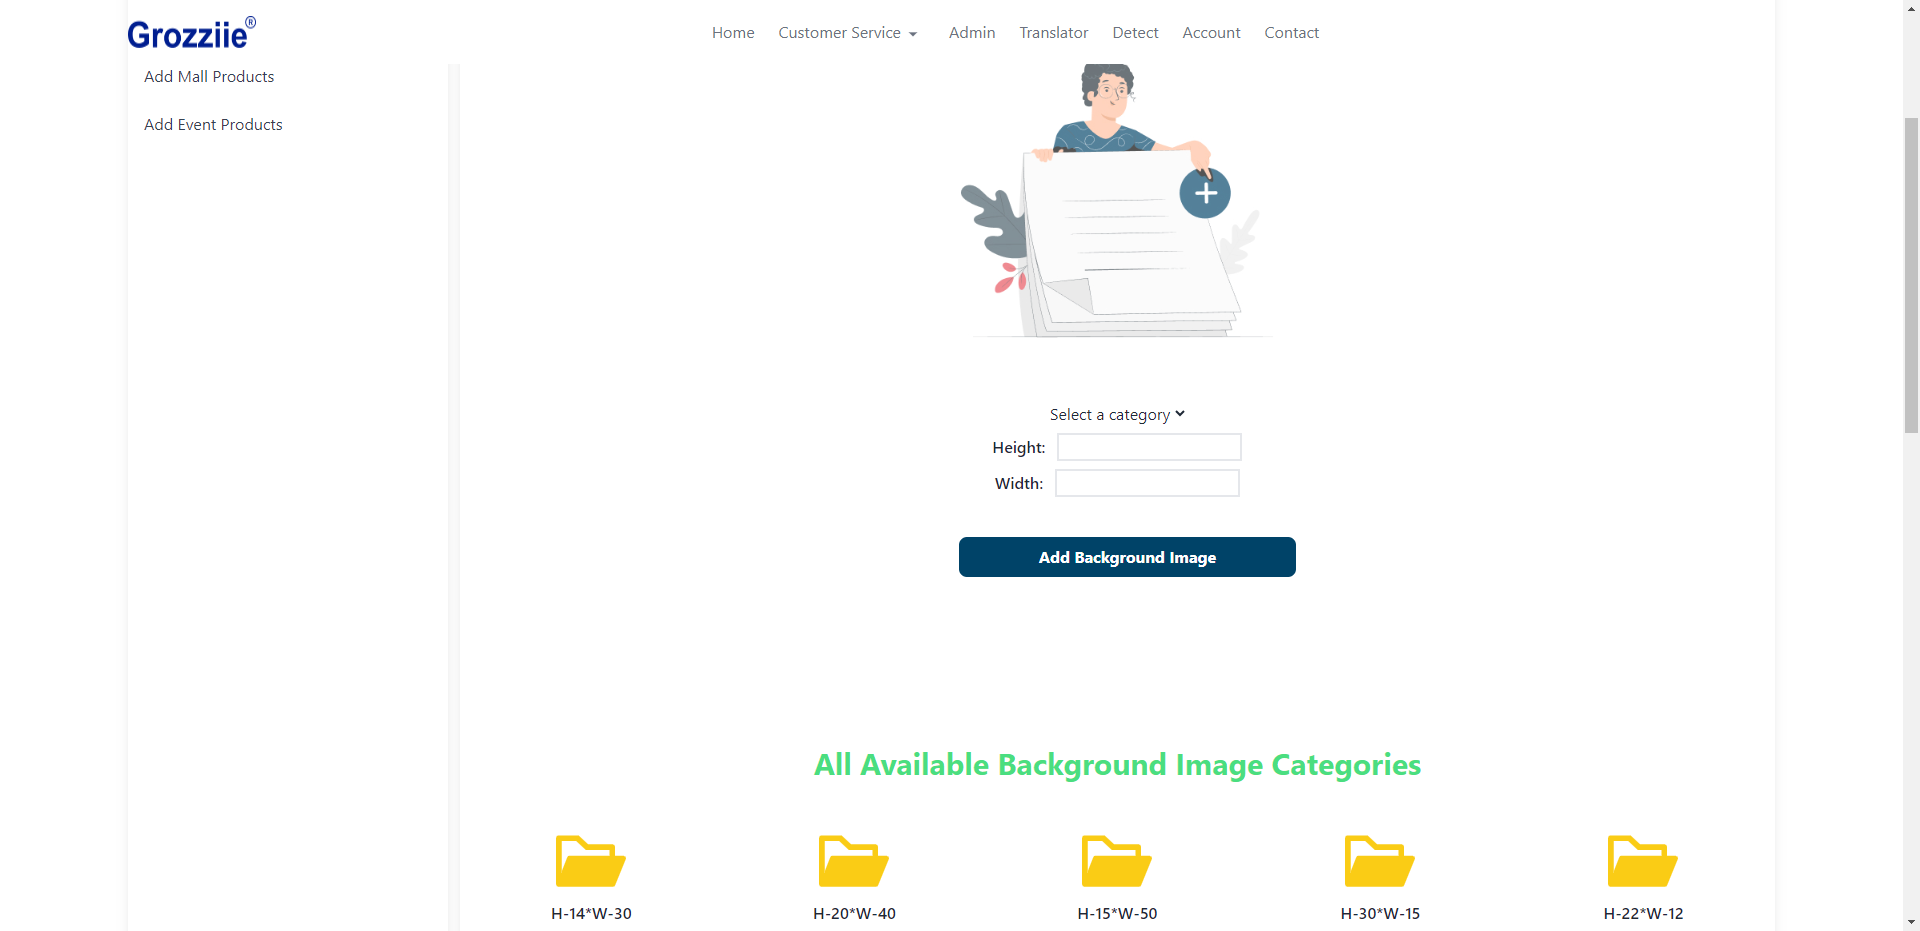 Grozziie®
Home Customer Service Admin Translator Detect Account Contact
Add Mall Products
Add Event Products
Select a category
Height:
Width:
Add Background Image
All Available Background Image Categories
H-14*W-30 H-20*W-40 H-15*W-50 H-30*W-15 H-22*W-12